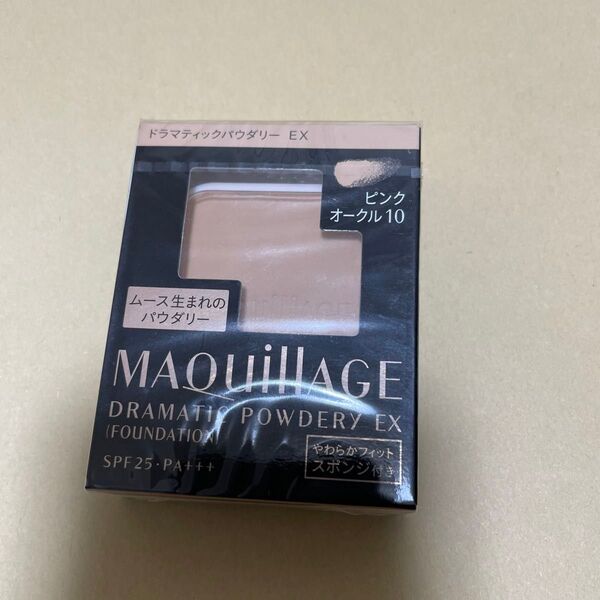 ドラマティックパウダリー EX
ピンク
オークル10
ムース生まれの
パウダリー
MAQuillAGE
DRAMATIC POWDERY EX
(FOUNDATION)
SPF25・PA+++
やわらかフィット
スポンジ付き